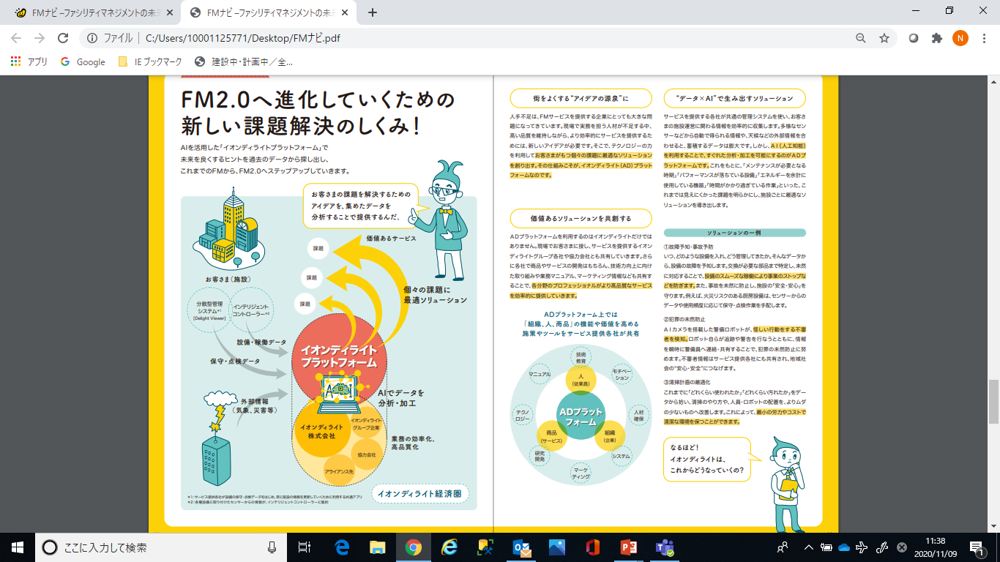 FMナビ−ファシリティマネジメントの未来
FMナビ−ファシリティマネジメントの未来
ファイル
C:/Users/10001125771/Desktop/FMナビ.pdf
N
アプリ
Google
IE ブックマーク
建設中・計画中／全...
FM2.0へ進化していくための
新しい課題解決のしくみ！
AIを活用した「イオンディライトプラットフォーム」で
未来を良くするヒントを過去のデータから探し出し、
これまでのFMから、FM2.0へステップアップしていきます。
お客さまの課題を解決するための
アイデアを、集めたデータを
分析することで提供するんだ。
価値あるサービス
課題
課題
課題
お客さま（施設）
個々の課題に
最適ソリューション
分散型管理
システム＊1
[Delight Viewer]
インテリジェント
コントローラー＊2
設備・稼働データ
保守・点検データ
イオンディライト
プラットフォーム
AIでデータを
分析・加工
外部情報
（気象、災害等）
イオンディライト
株式会社
イオンディライト
グループ企業
協力会社
アライアンス先
業務の効率化、
高品質化
イオンディライト経済圏
＊1：サービス提供各社が設備の保守・点検データをはじめ、常に施設の情報を更新していくために利用する共通アプリ
＊2：各種設備に取り付けたセンサーからの情報が、インテリジェントコントローラーに集約
街をよくする“アイデアの源泉”に
人手不足は、FMサービスを提供する企業にとっても大きな問
題になってきています。現場で実務を担う人材が不足する中、
高い品質を維持しながら、より効率的にサービスを提供するた
めには、新しいアイデアが必要です。そこで、テクノロジーの力
を利用してお客さまがもつ個々の課題に最適なソリューション
を創り出す。その仕組みこそが、イオンディライト（AD）プラット
フォームなのです。
価値あるソリューションを共創する
ADプラットフォームを利用するのはイオンディライトだけでは
ありません。現場でお客さまに接し、サービスを提供するイオン
ディライトグループ各社や協力会社とも共有していきます。さら
に各社で商品やサービスの開発はもちろん、技術力向上に向け
た取り組みや業務マニュアル、マーケティング情報なども共有す
ることで、各分野のプロフェッショナルがより高品質なサービス
を効率的に提供していきます。
ADプラットフォーム上では
「組織、人、商品」の機能や価値を高める
施策やツールをサービス提供各社が共有
技術
教育
マニュアル
モチベー
ション
人
（従業員）
テクノ
ロジー
ADプラット
フォーム
人材
確保
商品
（サービス）
組織
（企業）
研究
開発
システム
マーケ
ティング
“データ×AI”で生み出すソリューション
サービスを提供する各社が共通の管理システムを使い、お客さ
まの施設運営に関わる情報を効率的に収集します。多様なセン
サーなどから自動で得られる情報や、天候などの外部情報を合
わせると、蓄積するデータは膨大です。しかし、AI（人工知能）
を利用することで、すぐれた分析・加工を可能にするのがADプ
ラットフォームです。これをもとに、「メンテナンスが必要となる
時期」「パフォーマンスが落ちている設備」「エネルギーを余計に
使用している機器」「時間がかかり過ぎている作業」といった、こ
れまでは見えにくかった課題を明らかにし、施設ごとに最適なソ
リューションを導き出します。
ソリューションの一例
①故障予知・事故予防
いつ、どのような設備を入れ、どう管理してきたか。そんなデータか
ら、設備の故障を予知します。交換が必要な部品まで特定し、未然
に対応することで、設備のスムーズな稼働により事業のストップな
どを防ぎます。また、事故を未然に防止し、施設の「安全・安心」を
守ります。例えば、火災リスクのある厨房設備は、センサーからの
データや使用頻度に応じて保守・点検作業を手配します。
②犯罪の未然防止
AIカメラを搭載した警備ロボットが、怪しい行動をする不審
者を検知。ロボット自らが追跡や警告を行なうとともに、情報
を瞬時に警備員へ連絡・共有することで、犯罪の未然防止に努
めます。不審者情報はサービス提供各社にも共有され、地域社
会の“安心・安全”につなげます。
③清掃計画の最適化
これまでに「どれくらい使われたか」「どれくらい汚れたか」をデー
タから拾い、清掃のやり方や、人員・ロボットの配置を、よりムダ
の少ないものへ改善します。これによって、最小の労力やコストで
清潔な環境を保つことができます。
なるほど！
イオンディライトは、
これからどうなっていくの？
ここに入力して検索
11:38
2020/11/09
1